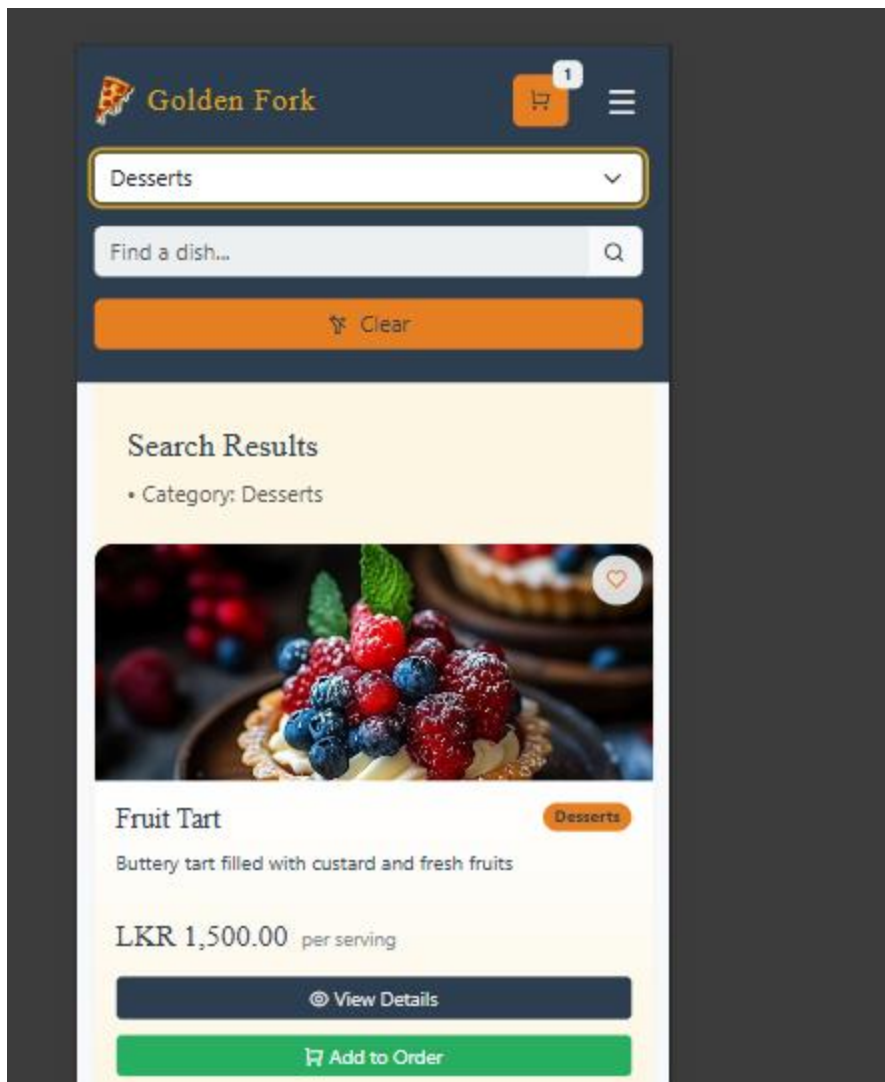 Golden Fork
1
Desserts
Find a dish...
Clear
Search Results
• Category: Desserts
Fruit Tart
Desserts
Buttery tart filled with custard and fresh fruits
LKR 1,500.00 per serving
View Details
Add to Order